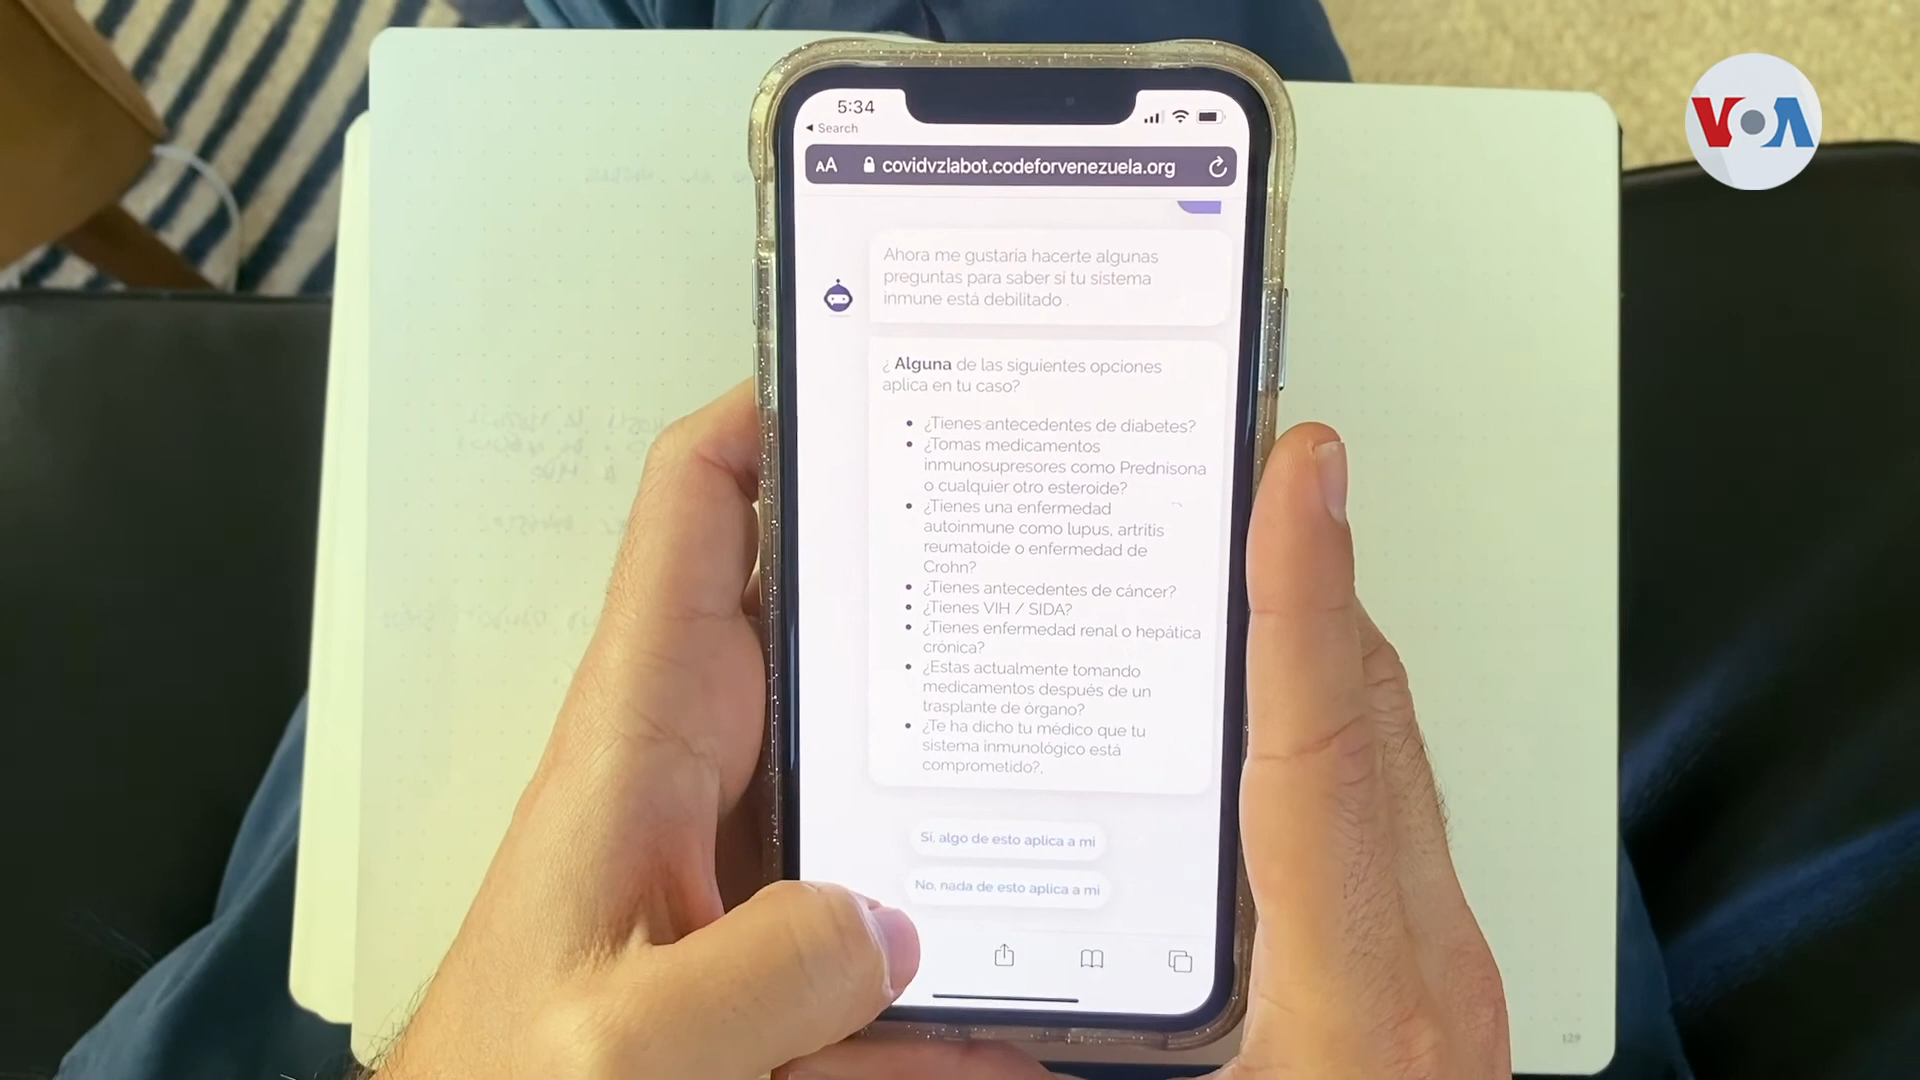 VOA
5:34
◄ Search
AA covidvzlabot.codeforvenezuela.org
Ahora me gustaría hacerte algunas
preguntas para saber si tu sistema
inmune está debilitado .
¿ Alguna de las siguientes opciones
aplica en tu caso?
• ¿Tienes antecedentes de diabetes?
• ¿Tomas medicamentos
inmunosupresores como Prednisona
o cualquier otro esteroide?
• ¿Tienes una enfermedad
autoinmune como lupus, artritis
reumatoide o enfermedad de
Crohn?
• ¿Tienes antecedentes de cáncer?
• ¿Tienes VIH / SIDA?
• ¿Tienes enfermedad renal o hepática
crónica?
• ¿Estas actualmente tomando
medicamentos después de un
trasplante de órgano?
• ¿Te ha dicho tu médico que tu
sistema inmunológico está
comprometido?,
Si, algo de esto aplica a mi
No, nada de esto aplica a mi
129